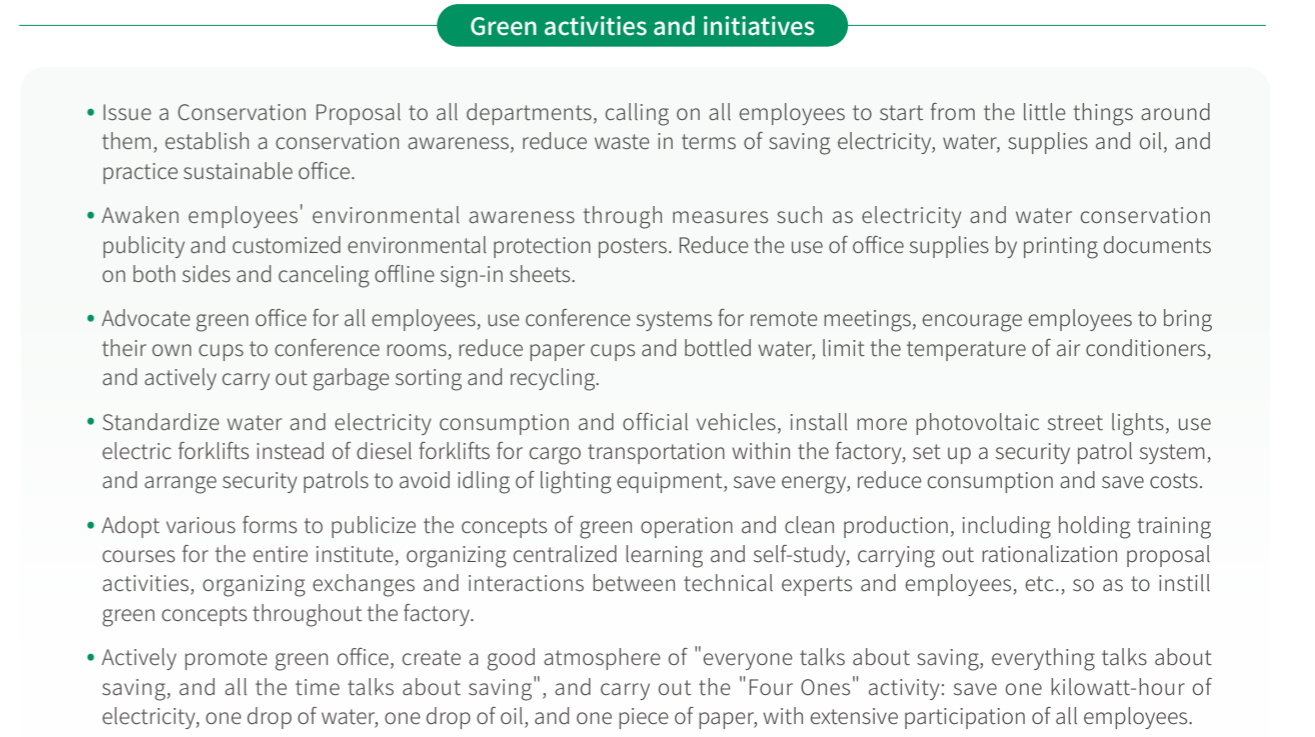 Green activities and initiatives
• Issue a Conservation Proposal to all departments, calling on all employees to start from the little things around
them, establish a conservation awareness, reduce waste in terms of saving electricity, water, supplies and oil, and
practice sustainable office.
• Awaken employees' environmental awareness through measures such as electricity and water conservation
publicity and customized environmental protection posters. Reduce the use of office supplies by printing documents
on both sides and canceling offline sign-in sheets.
• Advocate green office for all employees, use conference systems for remote meetings, encourage employees to bring
their own cups to conference rooms, reduce paper cups and bottled water, limit the temperature of air conditioners,
and actively carry out garbage sorting and recycling.
• Standardize water and electricity consumption and official vehicles, install more photovoltaic street lights, use
electric forklifts instead of diesel forklifts for cargo transportation within the factory, set up a security patrol system,
and arrange security patrols to avoid idling of lighting equipment, save energy, reduce consumption and save costs.
• Adopt various forms to publicize the concepts of green operation and clean production, including holding training
courses for the entire institute, organizing centralized learning and self-study, carrying out rationalization proposal
activities, organizing exchanges and interactions between technical experts and employees, etc., so as to instill
green concepts throughout the factory.
• Actively promote green office, create a good atmosphere of "everyone talks about saving, everything talks about
saving, and all the time talks about saving", and carry out the "Four Ones" activity: save one kilowatt-hour of
electricity, one drop of water, one drop of oil, and one piece of paper, with extensive participation of all employees.